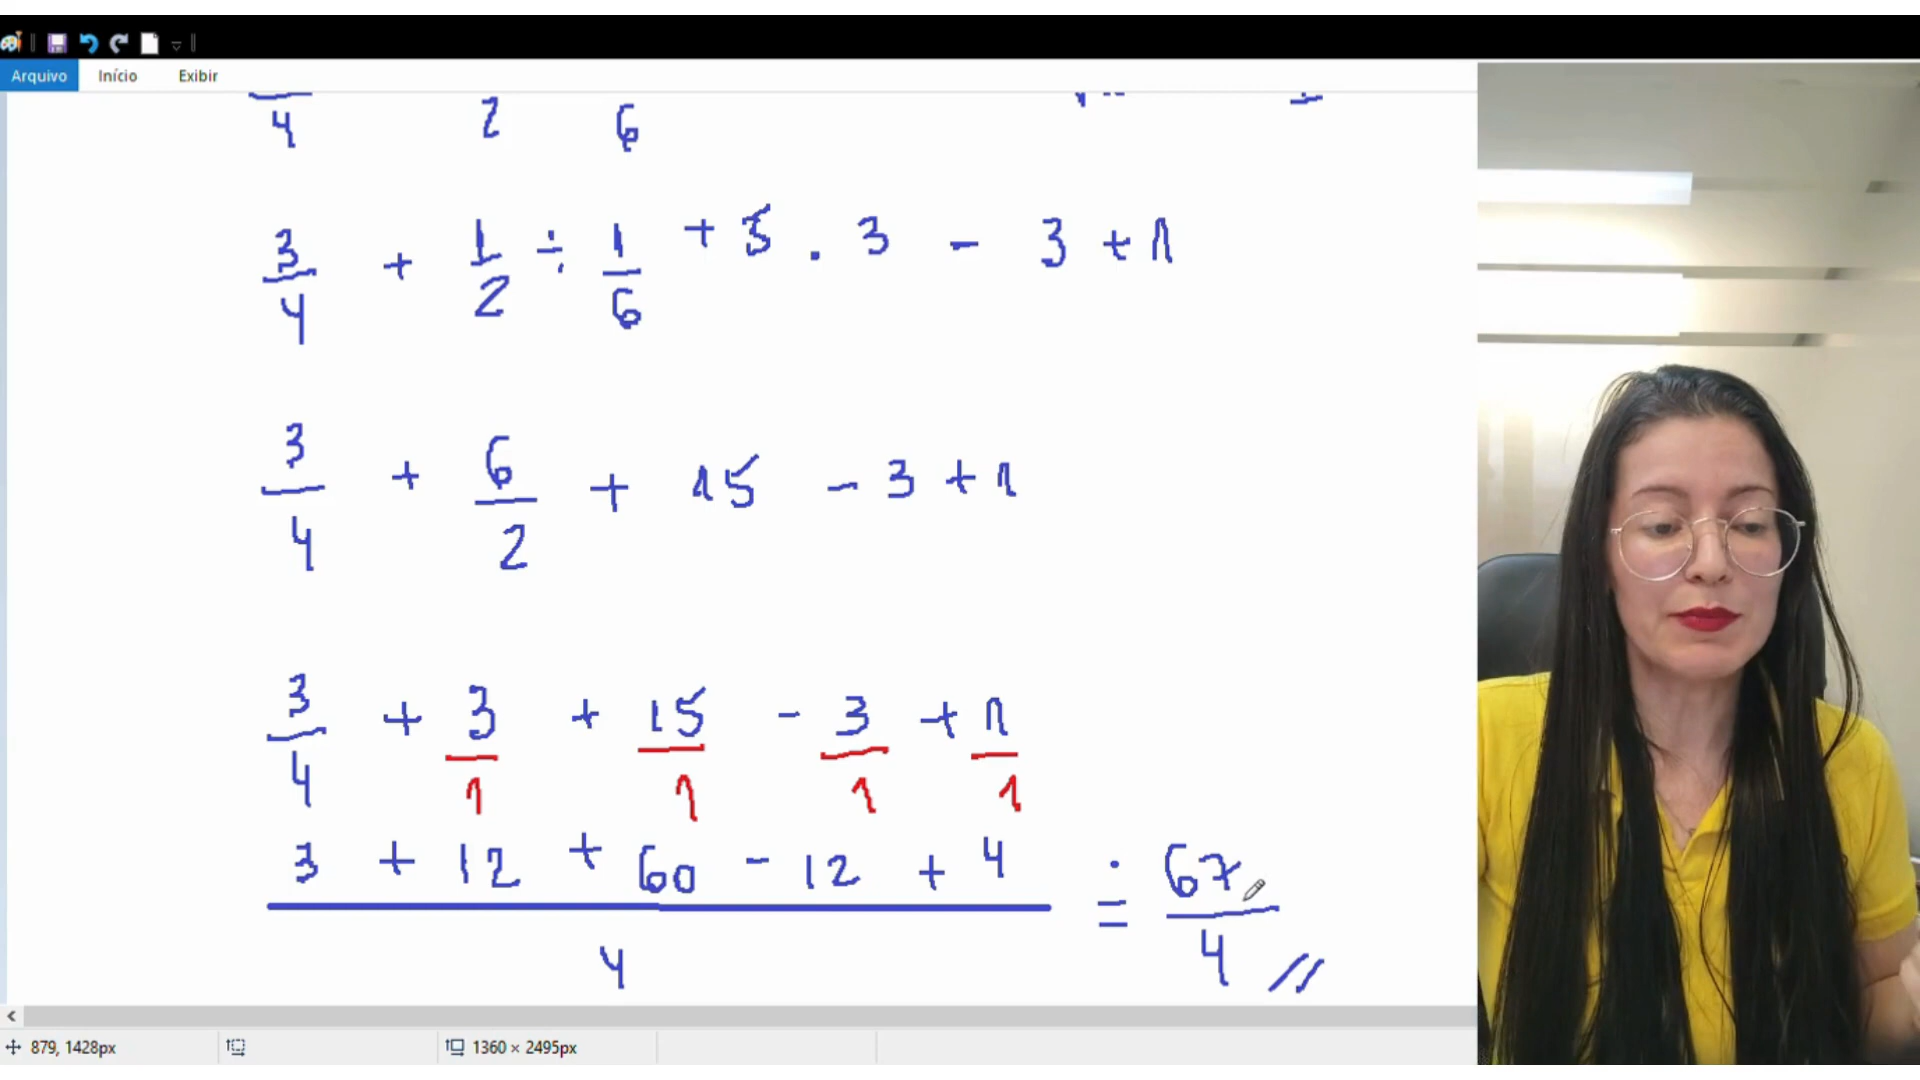 Arquivo Início Exibir
4 2 6
3/4 + 1/2 ÷ 1/6 + 5 . 3 - 3 + 1
3/4 + 6/2 + 15 - 3 + 1
3/4 + 3/1 + 15/1 - 3/1 + 1/1
3 + 12 + 60 - 12 + 4 = 67
4 4 //
879, 1428px 1360 × 2495px